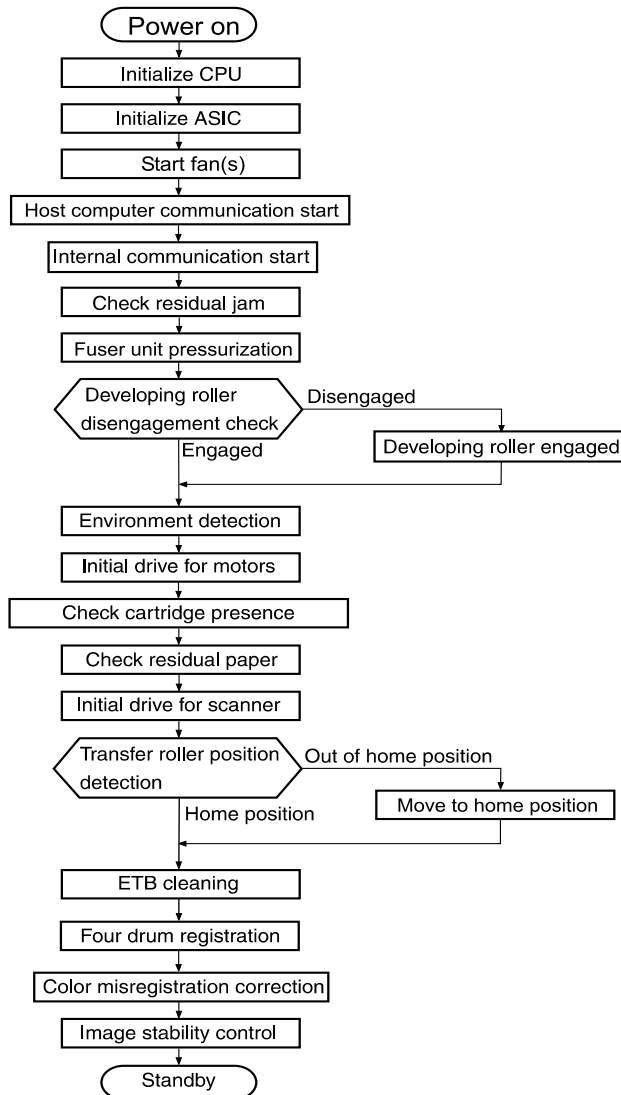 Power on
Initialize CPU
Initialize ASIC
Start fan(s)
Host computer communication start
Internal communication start
Check residual jam
Fuser unit pressurization
Developing roller
disengagement check
Disengaged
Engaged
Developing roller engaged
Environment detection
Initial drive for motors
Check cartridge presence
Check residual paper
Initial drive for scanner
Transfer roller position
detection
Out of home position
Home position
Move to home position
ETB cleaning
Four drum registration
Color misregistration correction
Image stability control
Standby